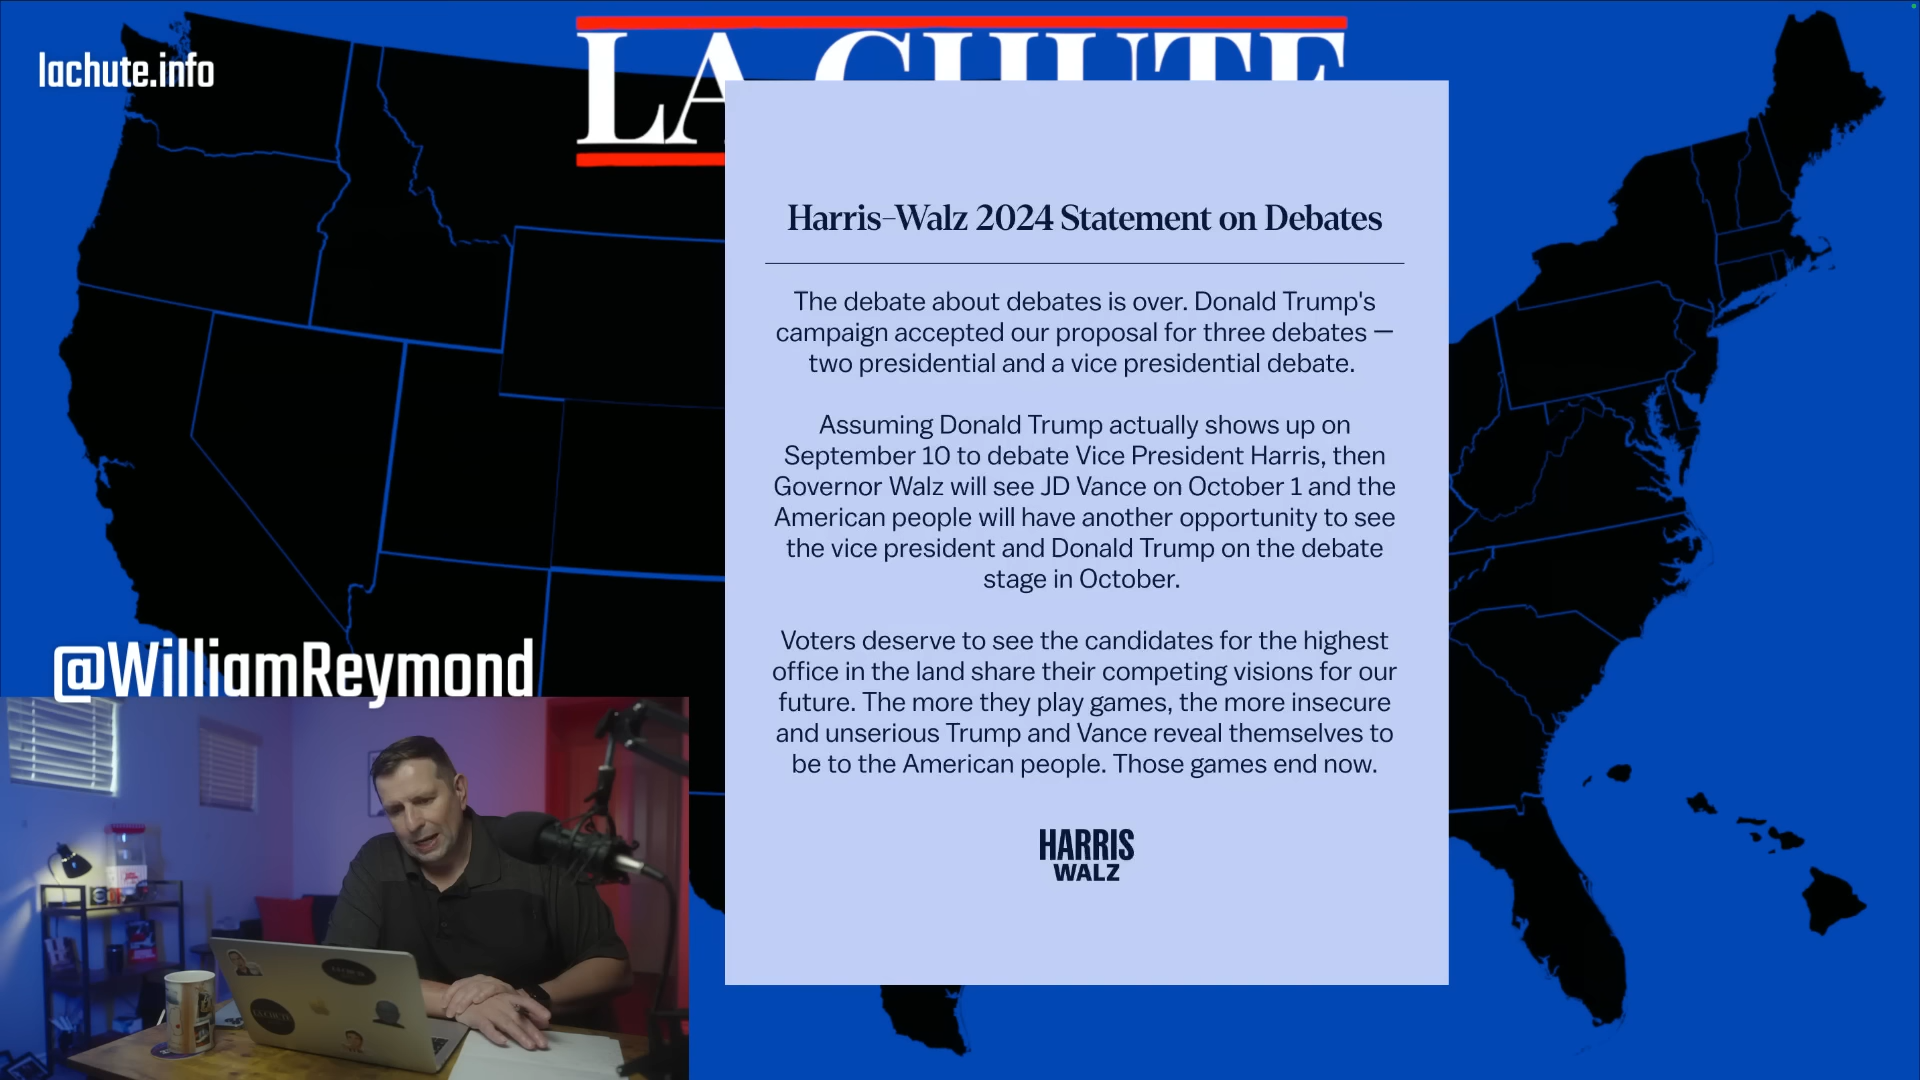 lachute.info
LA CHUTE
Harris–Walz 2024 Statement on Debates
The debate about debates is over. Donald Trump's
campaign accepted our proposal for three debates —
two presidential and a vice presidential debate.
Assuming Donald Trump actually shows up on
September 10 to debate Vice President Harris, then
Governor Walz will see JD Vance on October 1 and the
American people will have another opportunity to see
the vice president and Donald Trump on the debate
stage in October.
Voters deserve to see the candidates for the highest
office in the land share their competing visions for our
future. The more they play games, the more insecure
and unserious Trump and Vance reveal themselves to
be to the American people. Those games end now.
HARRIS
WALZ
@WilliamReymond